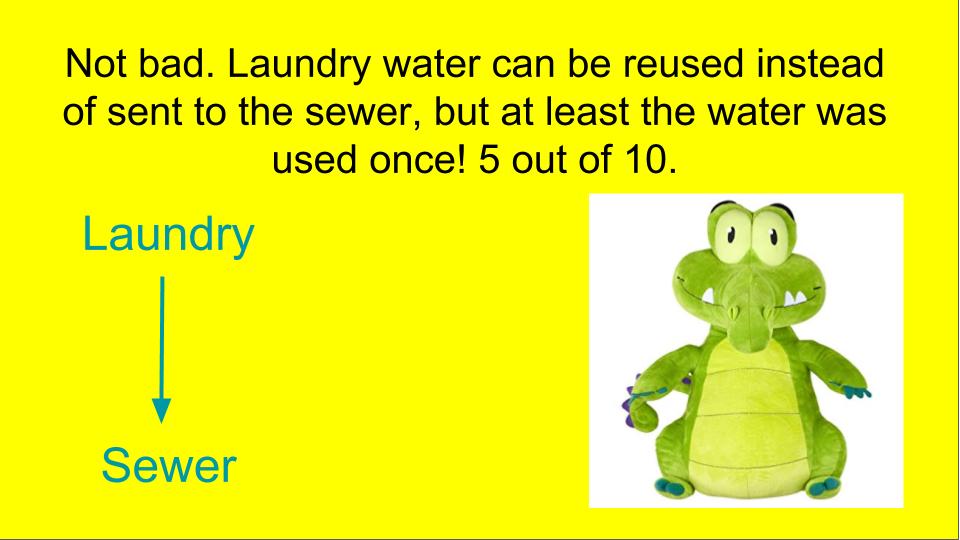 Not bad. Laundry water can be reused instead
of sent to the sewer, but at least the water was
used once! 5 out of 10.
Laundry
Sewer